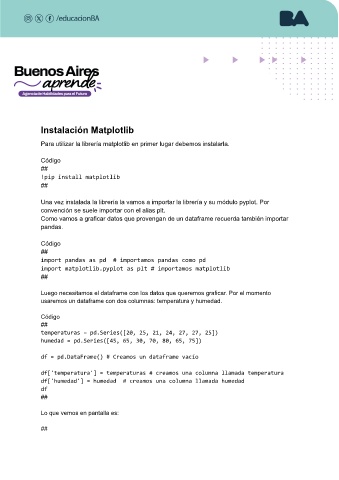 /educacionBA
BA
Buenos Aires
aprende
Agencia de Habilidades para el Futuro
Instalación Matplotlib
Para utilizar la librería matplotlib en primer lugar debemos instalarla.
Código
##
!pip install matplotlib
##
Una vez instalada la librería la vamos a importar la librería y su módulo pyplot. Por
convención se suele importar con el alias plt.
Como vamos a graficar datos que provengan de un dataframe recuerda también importar
pandas.
Código
##
import pandas as pd  # importamos pandas como pd
import matplotlib.pyplot as plt # importamos matplotlib
##
Luego necesitamos el dataframe con los datos que queremos graficar. Por el momento
usaremos un dataframe con dos columnas: temperatura y humedad.
Código
##
temperaturas = pd.Series([20, 25, 21, 24, 27, 27, 25])
humedad = pd.Series([45, 65, 30, 70, 80, 65, 75])
df = pd.DataFrame() # Creamos un dataframe vacío
df['temperatura'] = temperaturas # creamos una columna llamada temperatura
df['humedad'] = humedad  # creamos una columna llamada humedad
df
##
Lo que vemos en pantalla es:
##